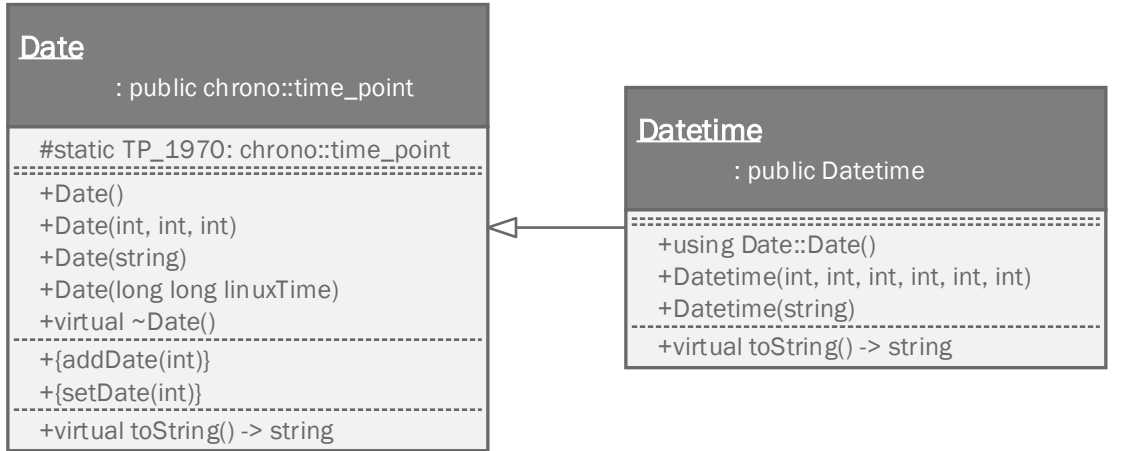 Date
: public chrono::time_point
#static TP_1970: chrono::time_point
+Date()
+Date(int, int, int)
+Date(string)
+Date(long long linuxTime)
+virtual ~Date()
+{addDate(int)}
+{setDate(int)}
+virtual toString() -> string
Datetime
: public Datetime
+using Date::Date()
+Datetime(int, int, int, int, int, int)
+Datetime(string)
+virtual toString() -> string